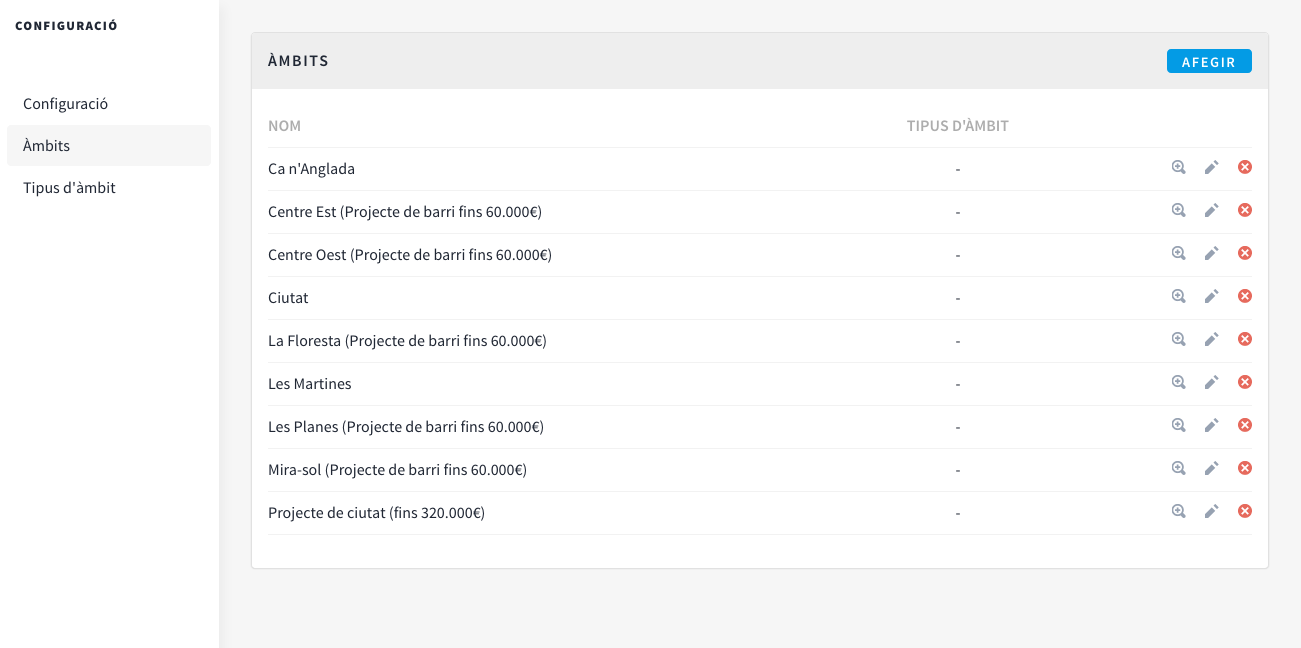 CONFIGURACIÓ
Configuració
Àmbits
Tipus d'àmbit
ÀMBITS AFEGIR
NOM TIPUS D'ÀMBIT
Ca n'Anglada -
Centre Est (Projecte de barri fins 60.000€) -
Centre Oest (Projecte de barri fins 60.000€) -
Ciutat -
La Floresta (Projecte de barri fins 60.000€) -
Les Martines -
Les Planes (Projecte de barri fins 60.000€) -
Mira-sol (Projecte de barri fins 60.000€) -
Projecte de ciutat (fins 320.000€) -